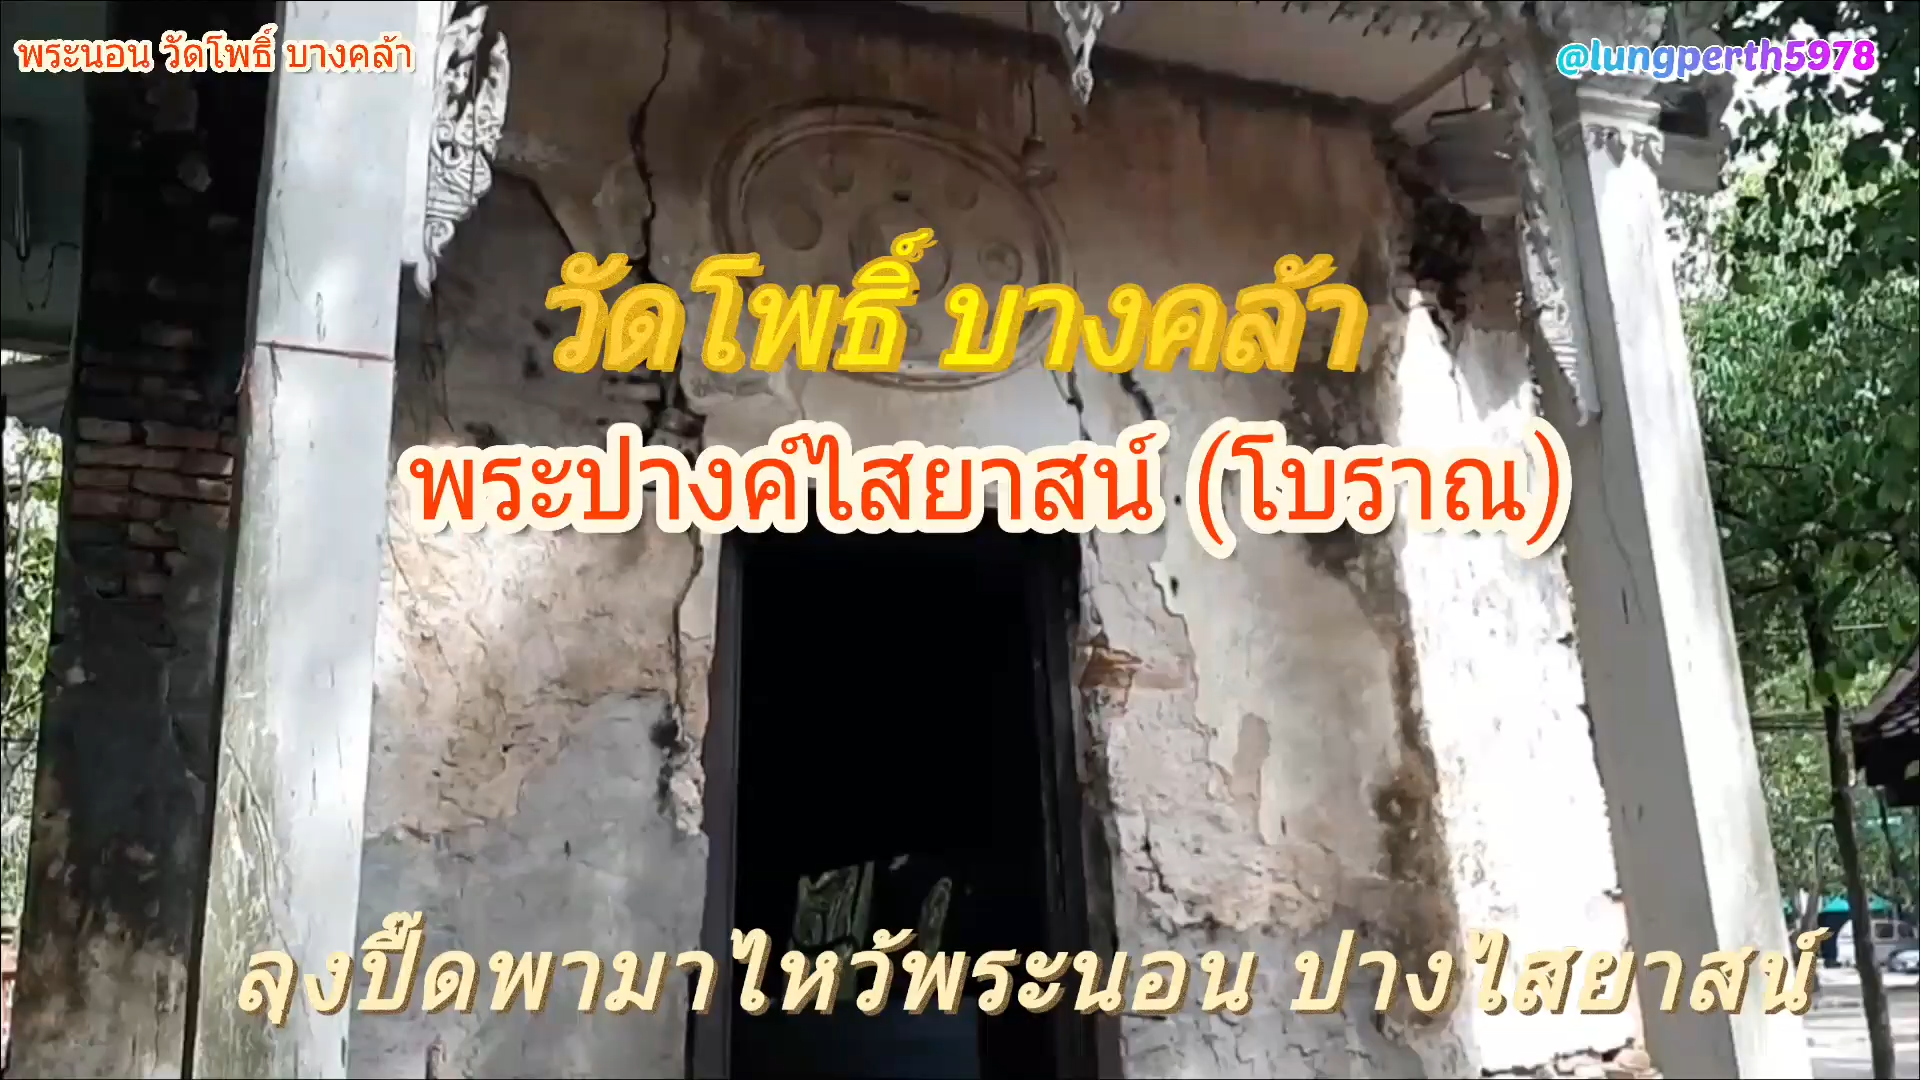 พระนอน วัดโพธิ์ บางคล้า
@lungperth5978
วัดโพธิ์ บางคล้า
พระปางค์ไสยาสน์ (โบราณ)
ลุงปื๊ดพามาไหว้พระนอน ปางไสยาสน์